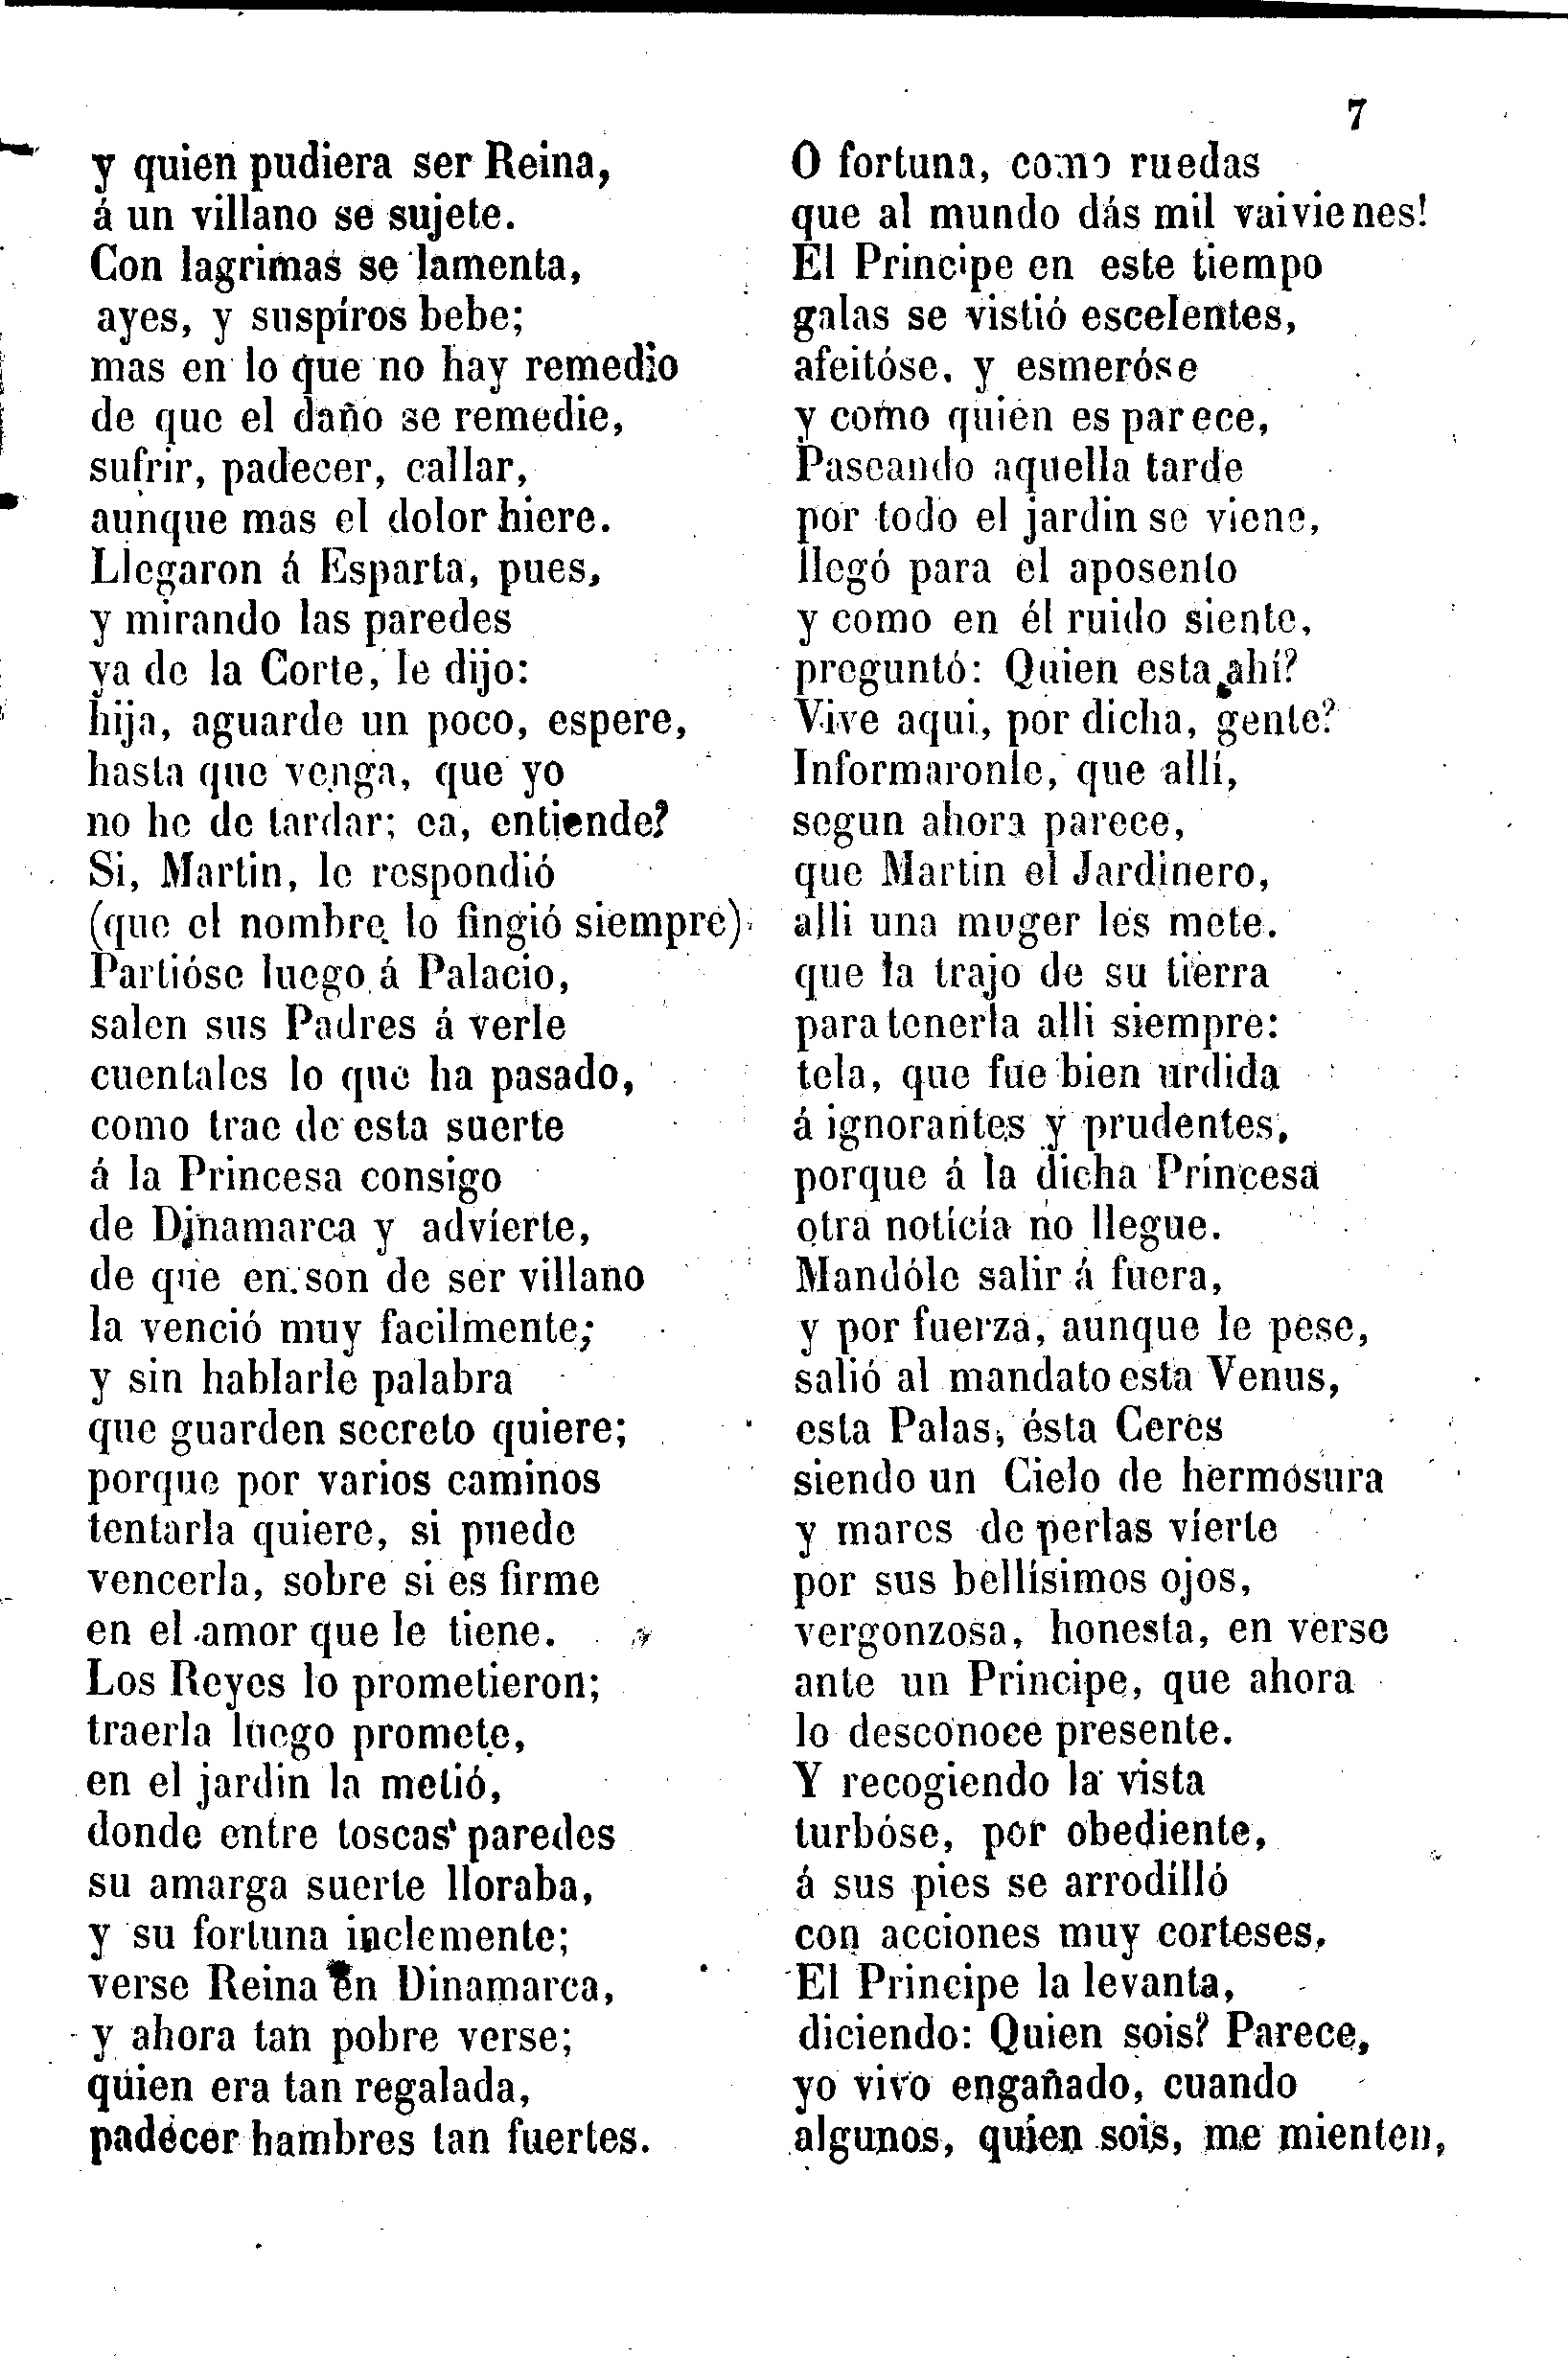 7
y quien pudiera ser Reina,
á un villano se sujete.
Con lagrimas se lamenta,
ayes, y suspíros bebe;
mas en lo que no hay remedio
de que el daño se remedie,
sufrir, padecer, callar,
aunque mas el dolor hiere.
Llegaron á Esparta, pues,
y mirando las paredes
ya de la Corte, le dijo:
hija, aguarde un poco, espere,
hasta que venga, que yo
no he de tardar; ea, entiende?
Si, Martin, le respondió
(que el nombre lo fingió siempre)
Partióse luego á Palacio,
salen sus Padres á verle
cuentales lo que ha pasado,
como trae de esta suerte
á la Princesa consigo
de Dinamarca y advíerte,
de que en son de ser villano
la venció muy facilmente;
y sin hablarle palabra
que guarden secreto quiere;
porque por varios caminos
tentarla quiere, si puede
vencerla, sobre si es firme
en el amor que le tiene.
Los Reyes lo prometieron;
traerla luego promete,
en el jardin la metió,
donde entre toscas paredes
su amarga suerte lloraba,
y su fortuna inclemente;
verse Reina en Dinamarca,
y ahora tan pobre verse;
quien era tan regalada,
padecer hambres tan fuertes.
O fortuna, como ruedas
que al mundo dás mil vaivienes!
El Principe en este tiempo
galas se vistió escelentes,
afeitóse, y esmeróse
y como quien es parece,
Paseando aquella tarde
por todo el jardin se viene,
llegó para el aposento
y como en él ruido siente,
preguntó: Quien esta ahí?
Vive aqui, por dicha, gente?
Informaronle, que allí,
segun ahora parece,
que Martin el Jardinero,
alli una muger les mete.
que la trajo de su tierra
para tenerla alli siempre:
tela, que fue bien urdida
á ignorantes y prudentes,
porque á la dicha Princesa
otra notícia no llegue.
Mandóle salir á fuera,
y por fuerza, aunque le pese,
salió al mandato esta Venus,
esta Palas, ésta Ceres
siendo un Cielo de hermosura
y mares de perlas víerte
por sus bellísimos ojos,
vergonzosa, honesta, en verse
ante un Principe, que ahora
lo desconoce presente.
Y recogiendo la vista
turbóse, por obediente,
á sus pies se arrodílló
con acciones muy corteses,
El Principe la levanta,
diciendo: Quien sois? Parece,
yo vivo engañado, cuando
algunos, quien sois, me mienten,